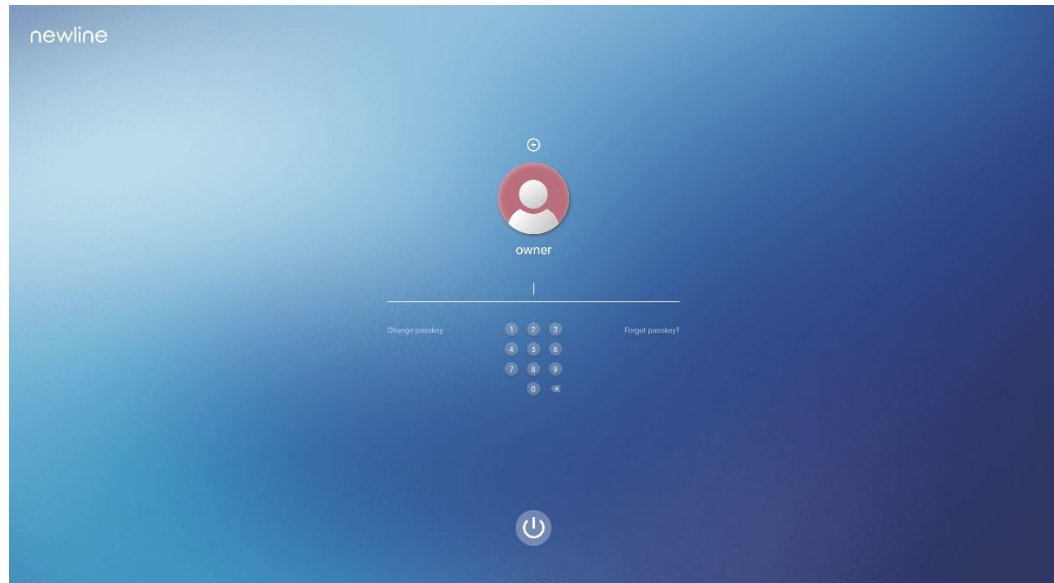 newline
owner
Change passkey
Forgot passkey?
1 2 3
4 5 6
7 8 9
0